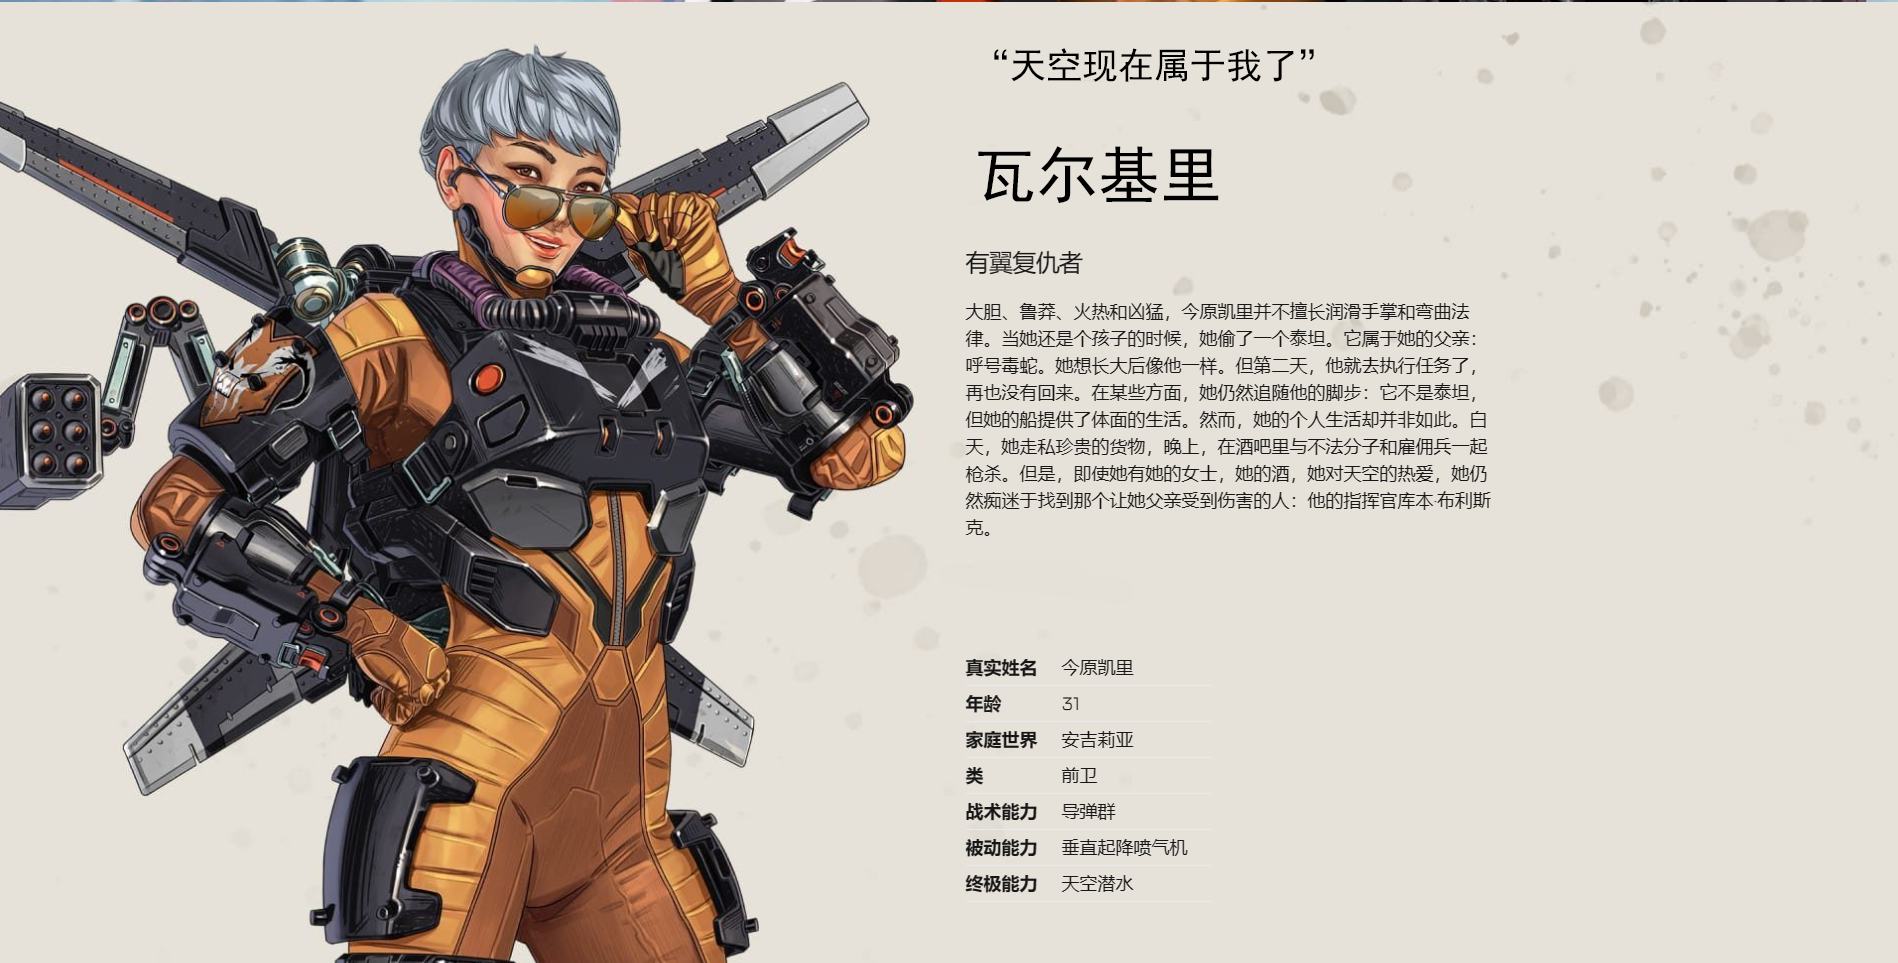 “天空现在属于我了”
瓦尔基里
有翼复仇者
大胆、鲁莽、火热和凶猛，今原凯里并不擅长润滑手掌和弯曲法
律。当她还是个孩子的时候，她偷了一个泰坦。它属于她的父亲：
呼号毒蛇。她想长大后像他一样。但第二天，他就去执行任务了，
再也没有回来。在某些方面，她仍然追随他的脚步：它不是泰坦，
但她的船提供了体面的生活。然而，她的个人生活却并非如此。白
天，她走私珍贵的货物，晚上，在酒吧里与不法分子和雇佣兵一起
枪杀。但是，即使她有她的女士，她的酒，她对天空的热爱，她仍
然痴迷于找到那个让她父亲受到伤害的人：他的指挥官库本·布利斯
克。
真实姓名 今原凯里
年龄 31
家庭世界 安吉莉亚
类 前卫
战术能力 导弹群
被动能力 垂直起降喷气机
终极能力 天空潜水